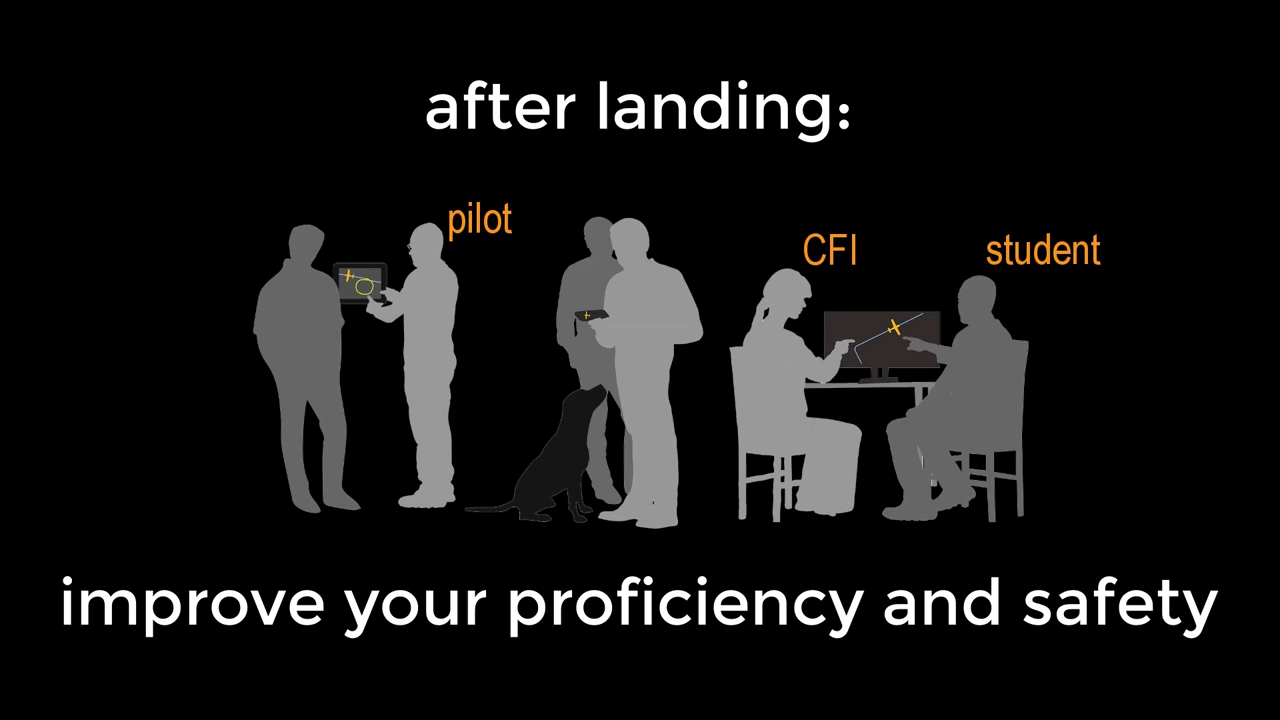 after landing:
pilot
CFI
student
improve your proficiency and safety